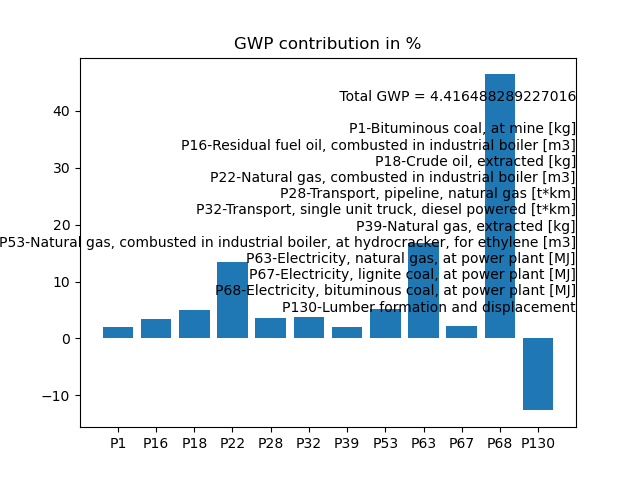 GWP contribution in %
Total GWP = 4.416488289227016
P1-Bituminous coal, at mine [kg]
P16-Residual fuel oil, combusted in industrial boiler [m3]
P18-Crude oil, extracted [kg]
P22-Natural gas, combusted in industrial boiler [m3]
P28-Transport, pipeline, natural gas [t*km]
P32-Transport, single unit truck, diesel powered [t*km]
P39-Natural gas, extracted [kg]
P53-Natural gas, combusted in industrial boiler, at hydrocracker, for ethylene [m3]
P63-Electricity, natural gas, at power plant [MJ]
P67-Electricity, lignite coal, at power plant [MJ]
P68-Electricity, bituminous coal, at power plant [MJ]
P130-Lumber formation and displacement
40
30
20
10
0
−10
P1 P16 P18 P22 P28 P32 P39 P53 P63 P67 P68 P130